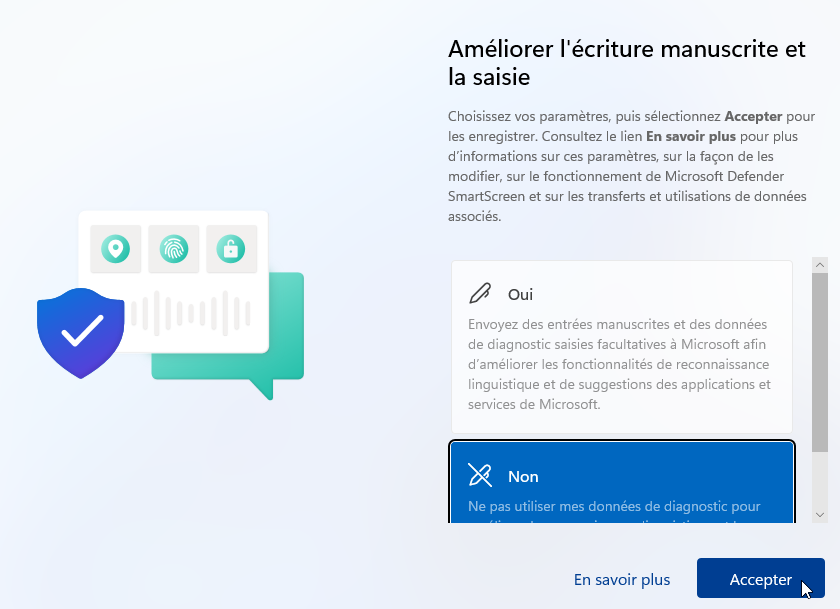 Améliorer l'écriture manuscrite et
la saisie
Choisissez vos paramètres, puis sélectionnez Accepter pour
les enregistrer. Consultez le lien En savoir plus pour plus
d'informations sur ces paramètres, sur la façon de les
modifier, sur le fonctionnement de Microsoft Defender
SmartScreen et sur les transferts et utilisations de données
associés.
Oui
Envoyez des entrées manuscrites et des données
de diagnostic saisies facultatives à Microsoft afin
d'améliorer les fonctionnalités de reconnaissance
linguistique et de suggestions des applications et
services de Microsoft.
Non
Ne pas utiliser mes données de diagnostic pour
En savoir plus
Accepter